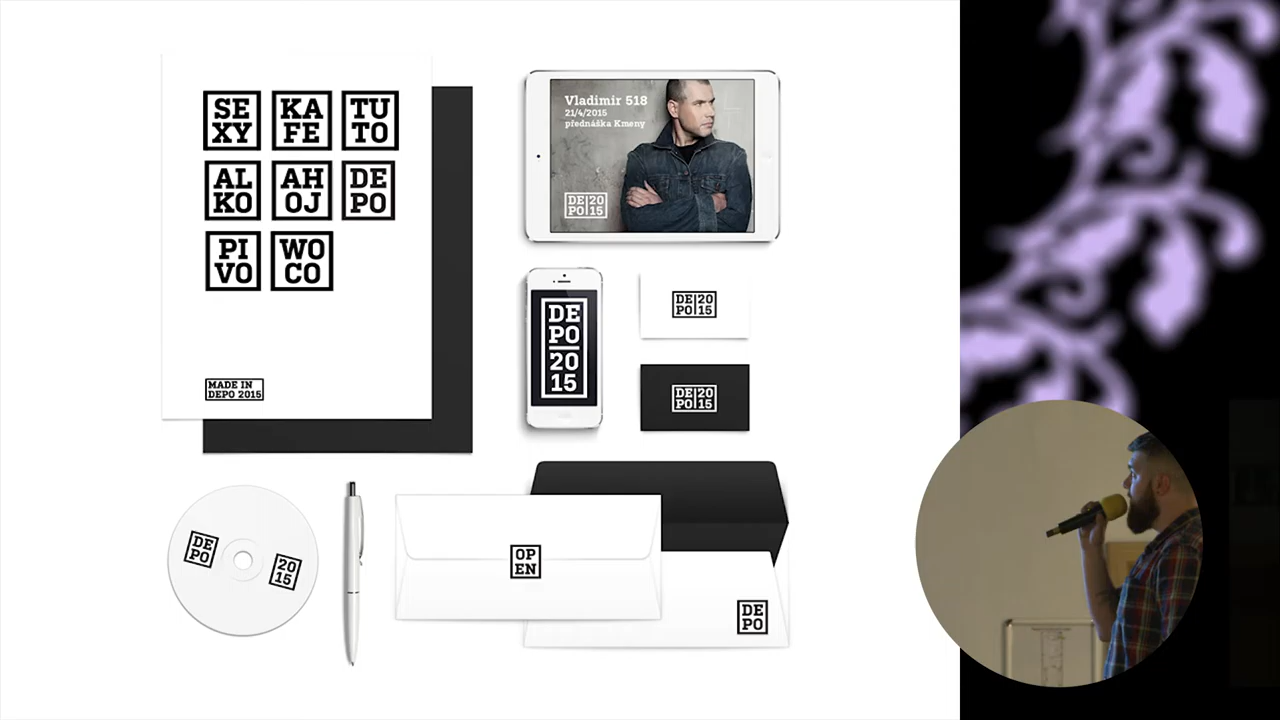 SE
XY
KA
FE
TU
TO
AL
KO
AH
OJ
DE
PO
PI
VO
WO
CO
MADE IN
DEPO 2015
Vladimir 518
21/4/2015
přednáška Kmeny
DE 20
PO 15
DE
PO
20
15
DE 20
PO 15
DE 20
PO 15
DE
PO
20
15
OP
EN
DE
PO